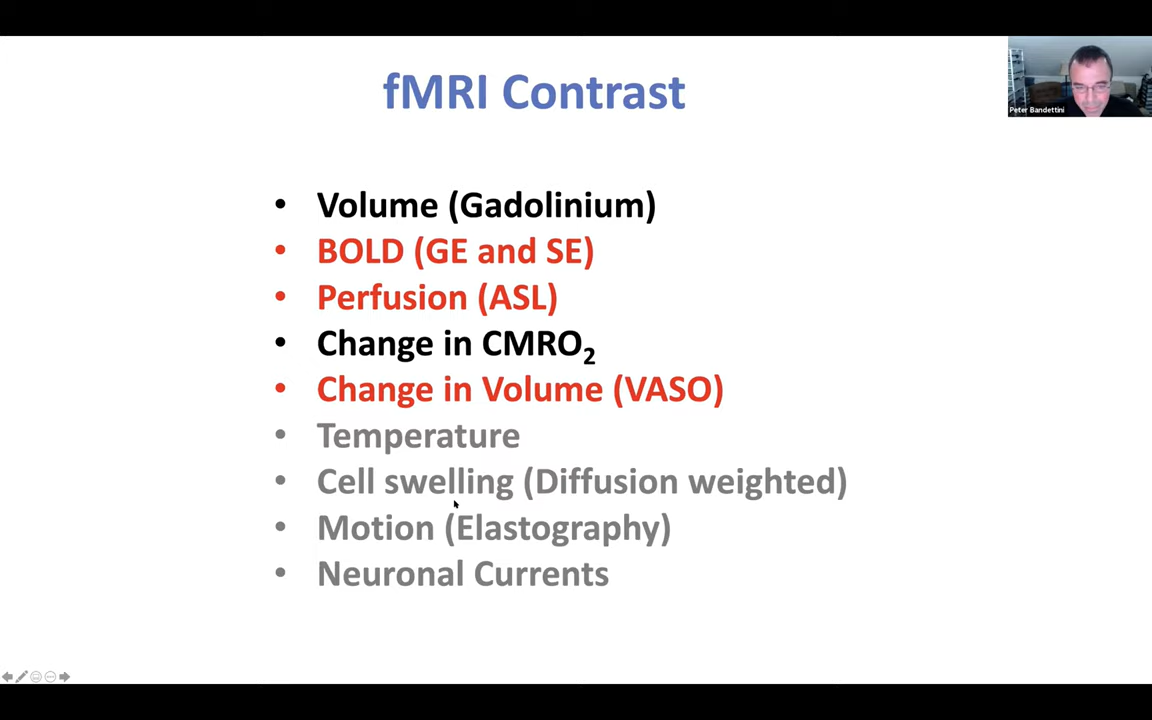 fMRI Contrast
Peter Bandettini
• Volume (Gadolinium)
• BOLD (GE and SE)
• Perfusion (ASL)
• Change in CMRO₂
• Change in Volume (VASO)
• Temperature
• Cell swelling (Diffusion weighted)
• Motion (Elastography)
• Neuronal Currents